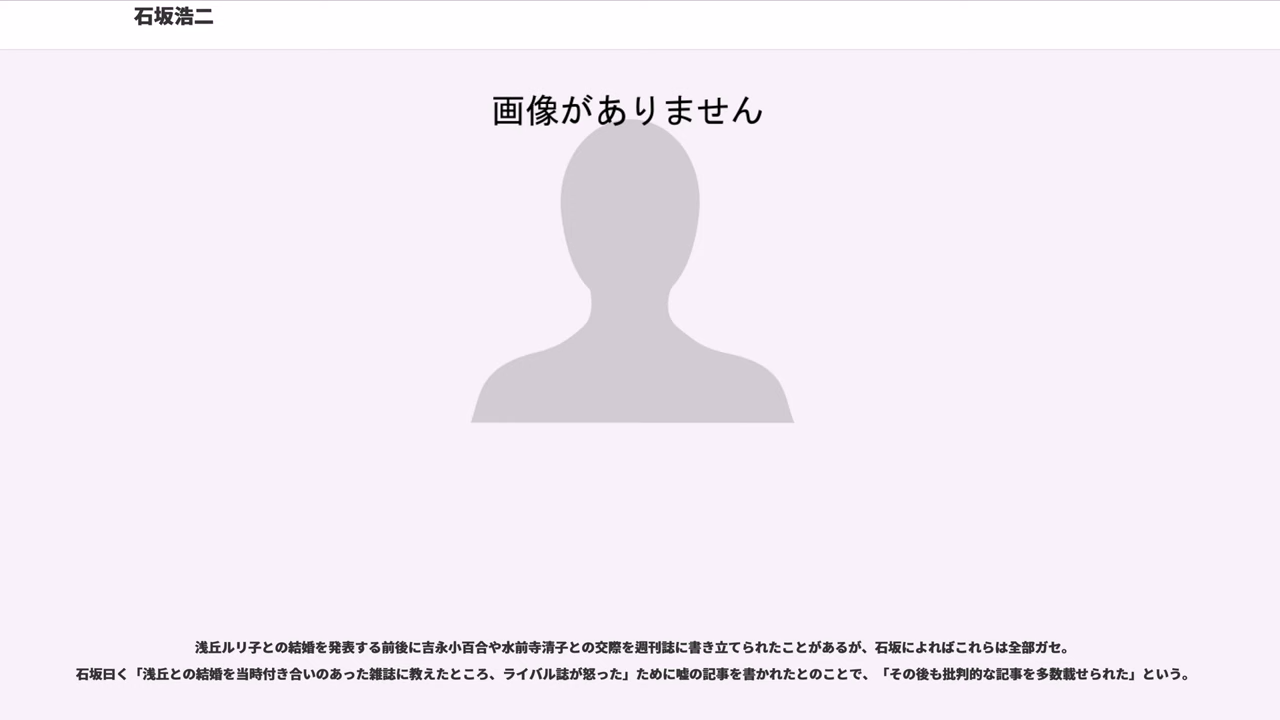 石坂浩二
画像がありません
浅丘ルリ子との結婚を発表する前後に吉永小百合や水前寺清子との交際を週刊誌に書き立てられたことがあるが、石坂によればこれらは全部ガセ。
石坂曰く「浅丘との結婚を当時付き合いのあった雑誌に教えたところ、ライバル誌が怒った」ために嘘の記事を書かれたとのことで、「その後も批判的な記事を多数載せられた」という。